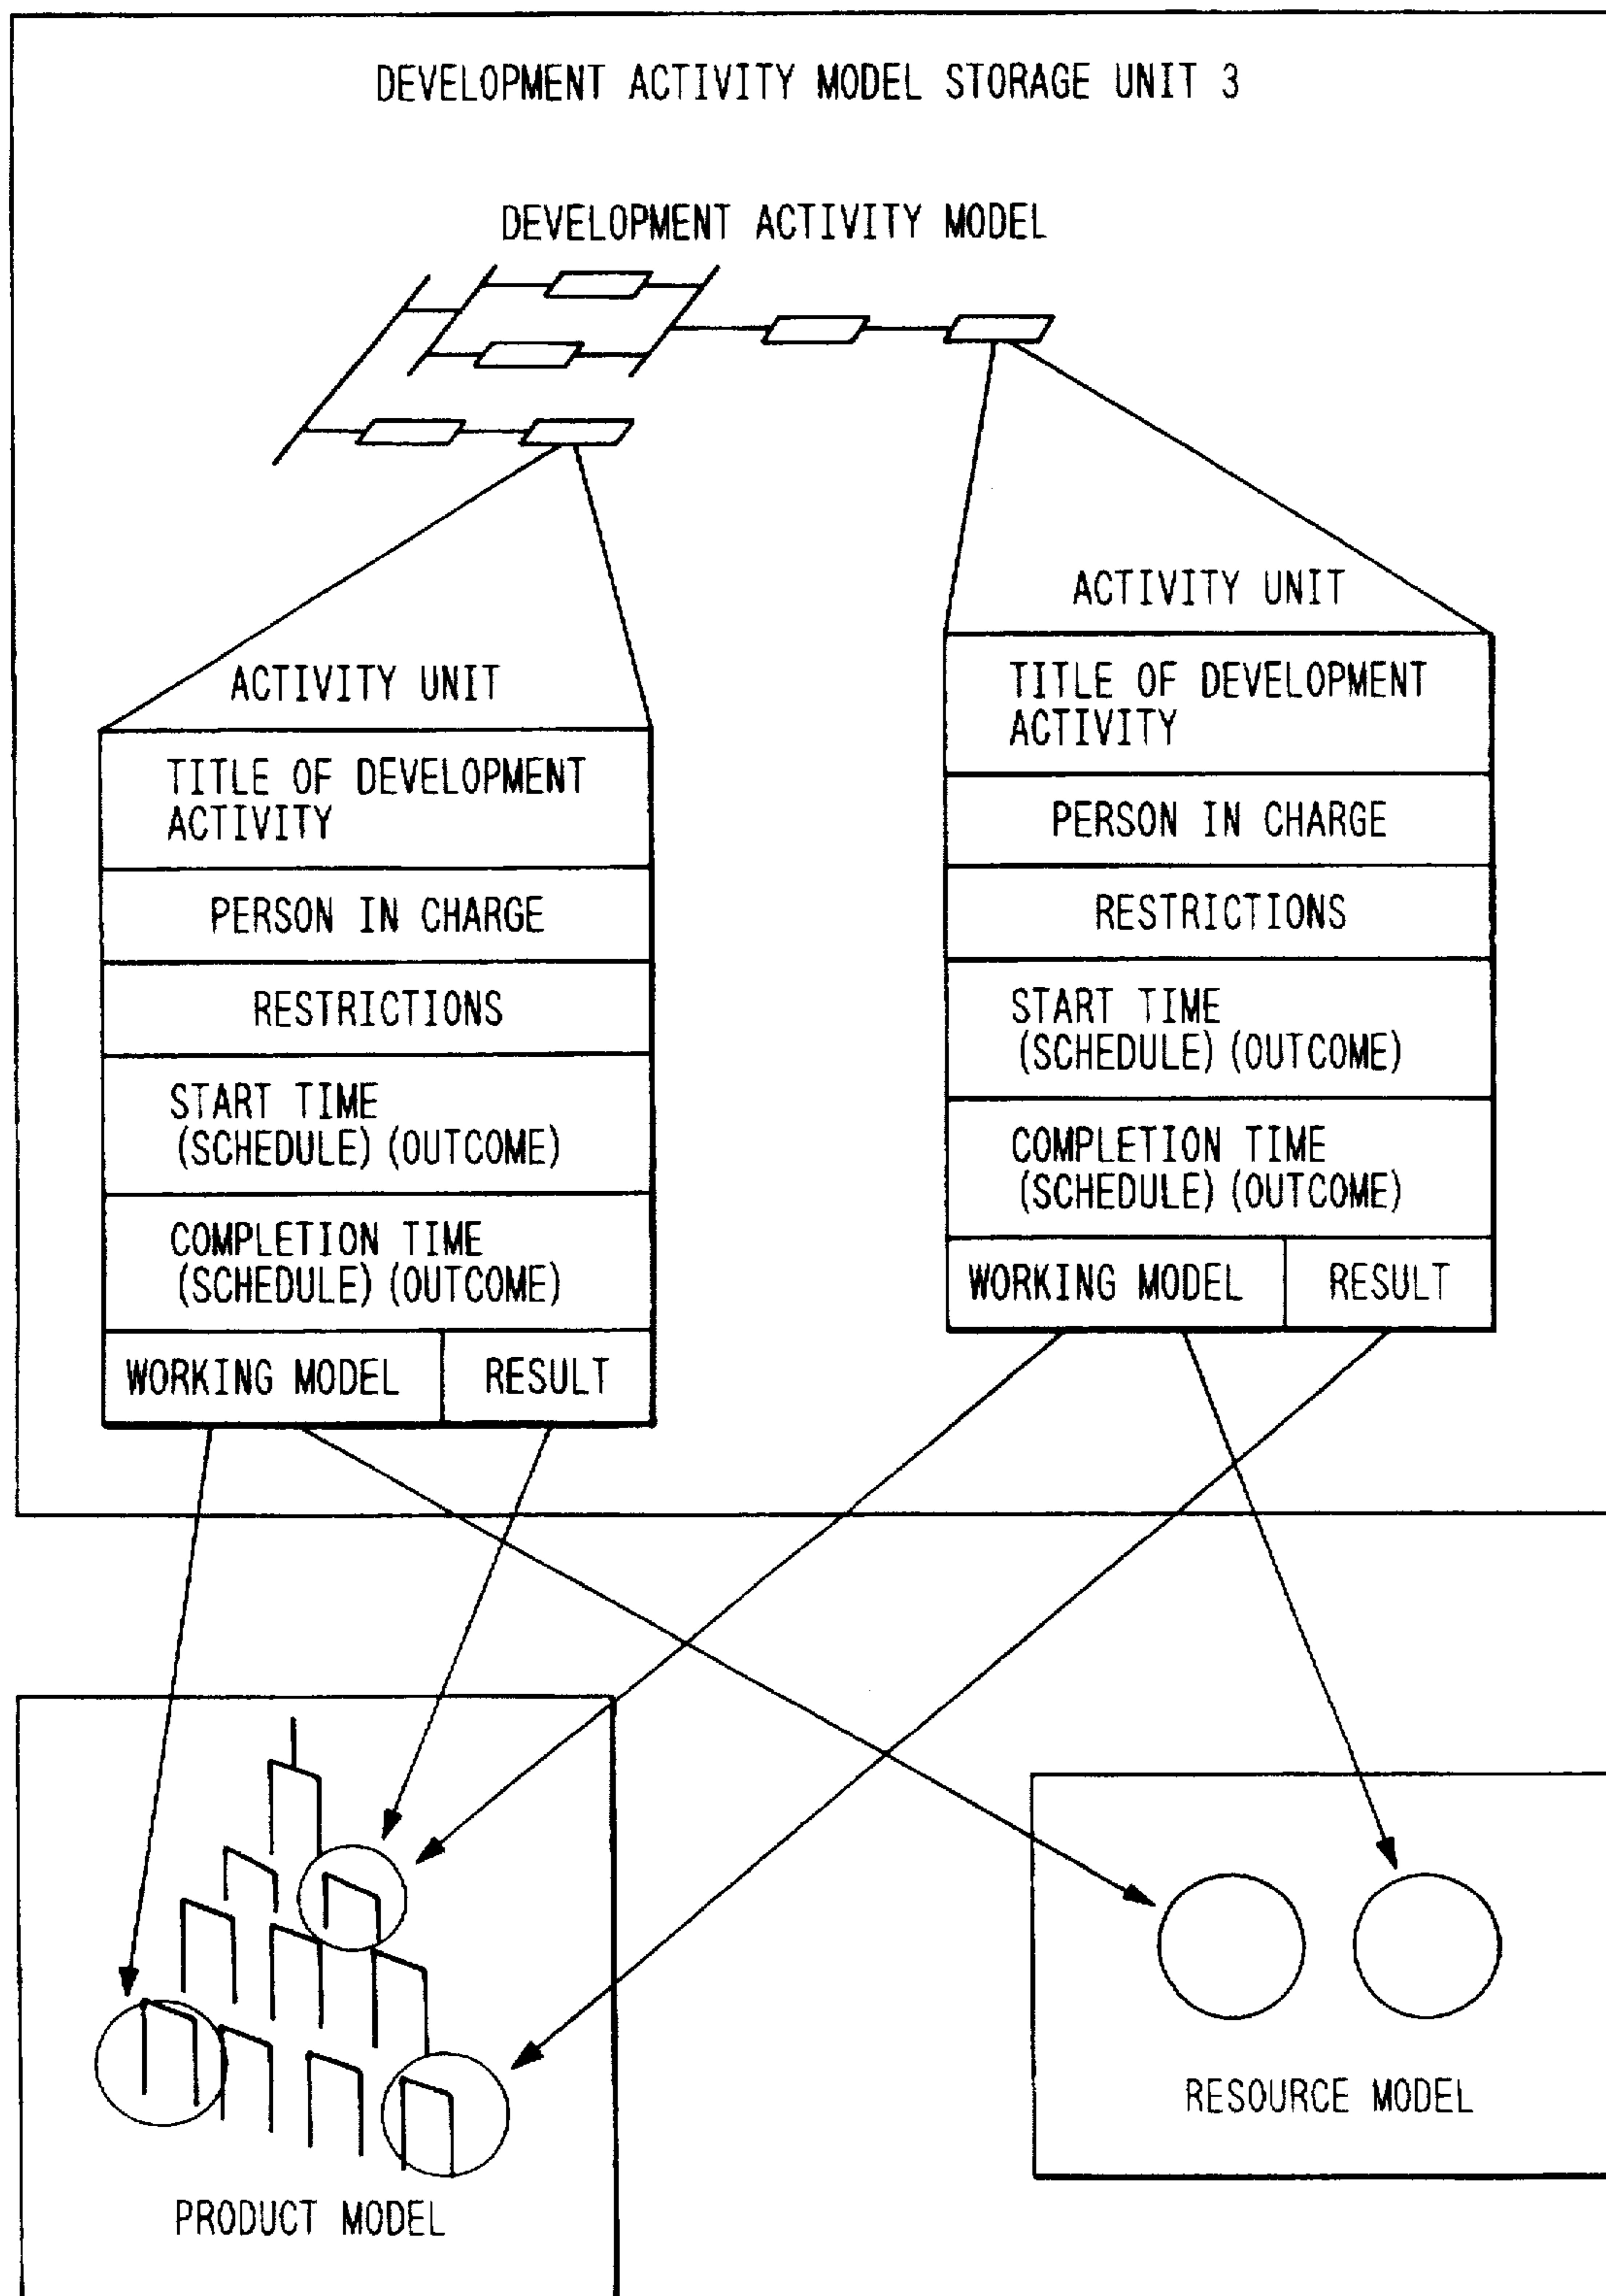 DEVELOPMENT ACTIVITY MODEL STORAGE UNIT 3
DEVELOPMENT ACTIVITY MODEL
ACTIVITY UNIT
TITLE OF DEVELOPMENT
ACTIVITY
PERSON IN CHARGE
RESTRICTIONS
START TIME
(SCHEDULE) (OUTCOME)
COMPLETION TIME
(SCHEDULE) (OUTCOME)
WORKING MODEL
RESULT
ACTIVITY UNIT
TITLE OF DEVELOPMENT
ACTIVITY
PERSON IN CHARGE
RESTRICTIONS
START TIME
(SCHEDULE) (OUTCOME)
COMPLETION TIME
(SCHEDULE) (OUTCOME)
WORKING MODEL
RESULT
PRODUCT MODEL
RESOURCE MODEL